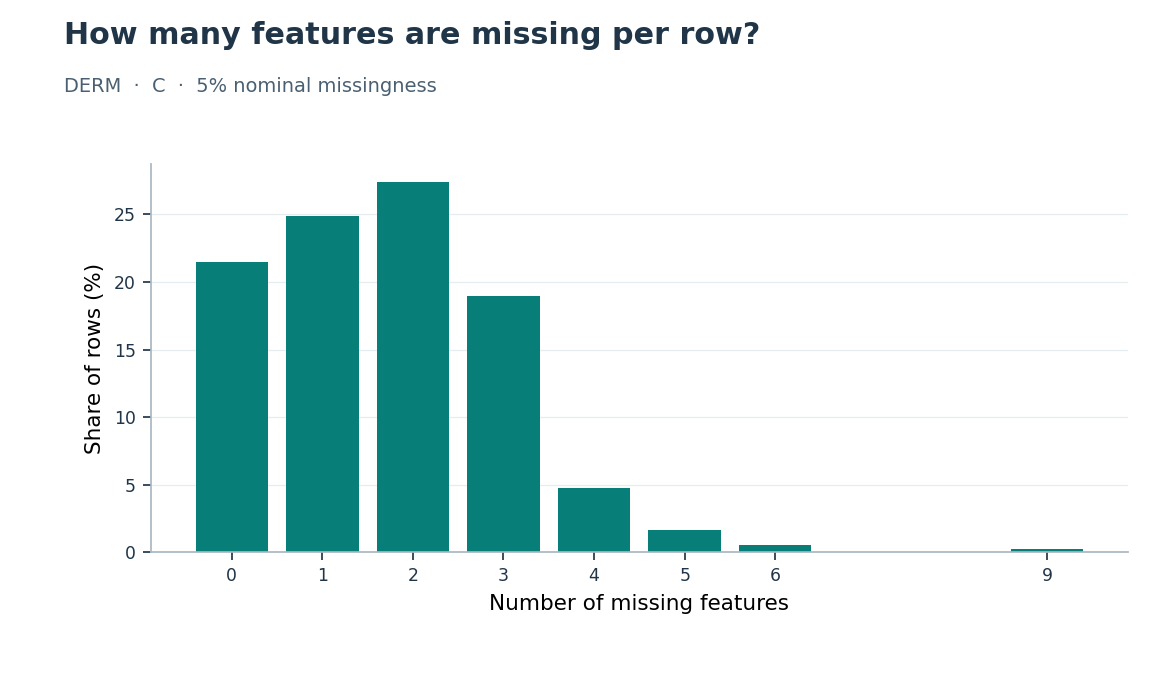 How many features are missing per row?
DERM · C · 5% nominal missingness
25
20
15
10
5
0
Share of rows (%)
0 1 2 3 4 5 6 9
Number of missing features